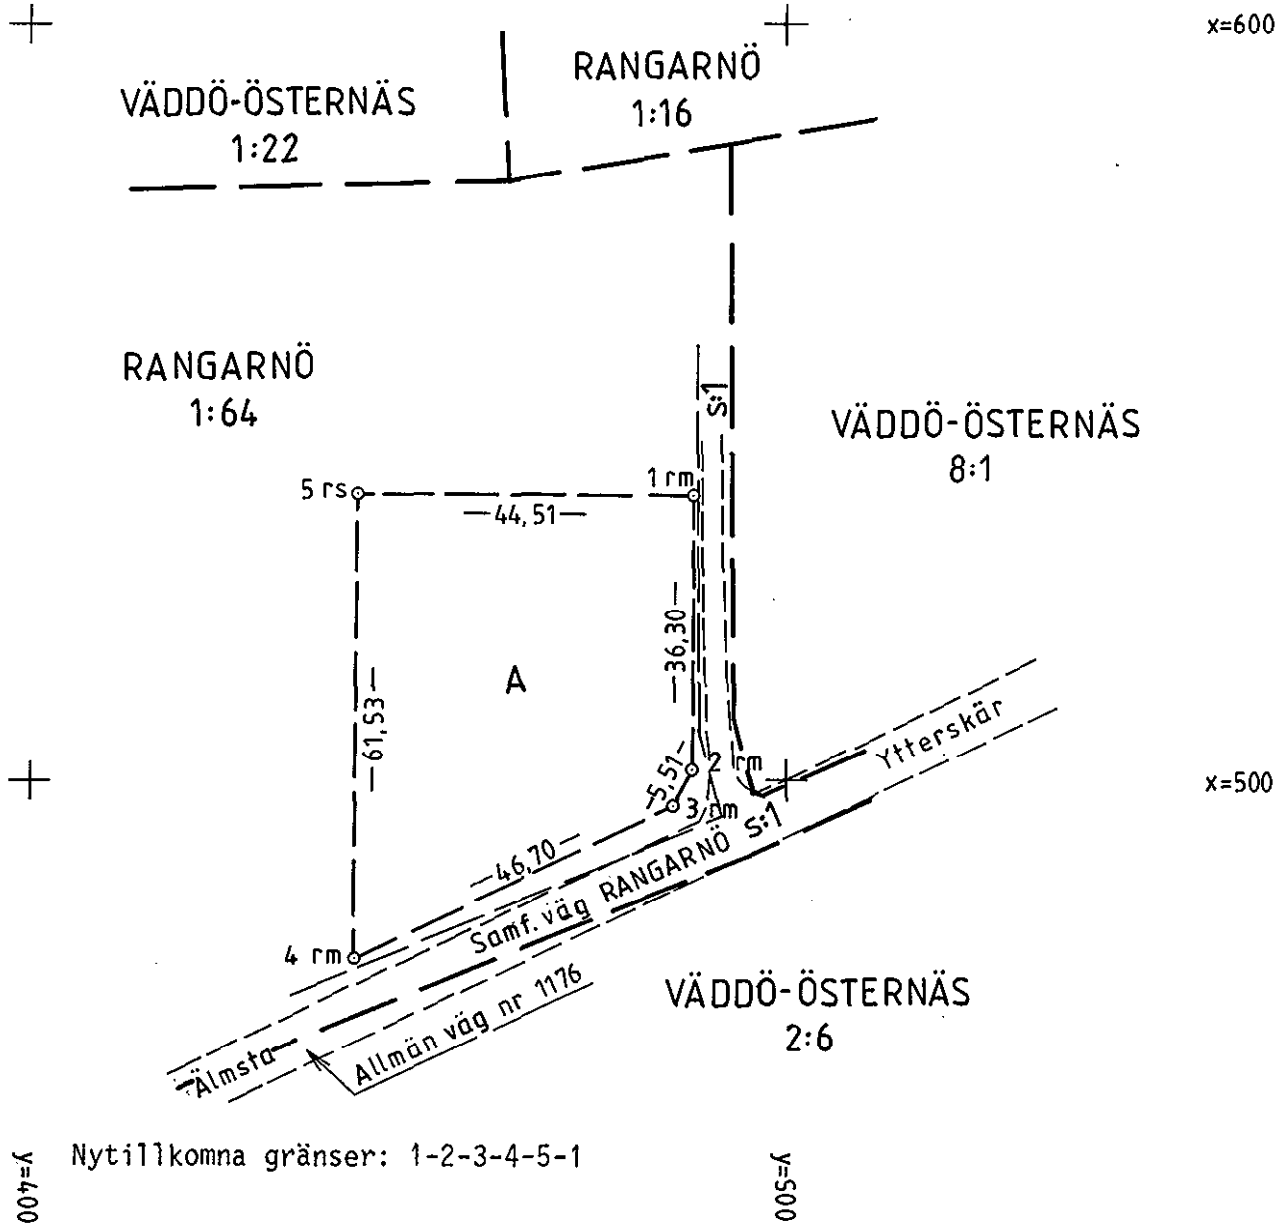 x=600
RANGARNÖ
1:16
VÄDDÖ-ÖSTERNÄS
1:22
RANGARNÖ
1:64
S:1
VÄDDÖ-ÖSTERNÄS
8:1
5 rs
1 rm
44,51
36,30
A
61,53
Ytterskär
2 rm
x=500
5,51
3 rm
S:1
46,70
Samf. väg RANGARNÖ
4 rm
VÄDDÖ-ÖSTERNÄS
2:6
Allmän väg nr 1176
Älmsta
Nytillkomna gränser: 1-2-3-4-5-1
y=400
y=500